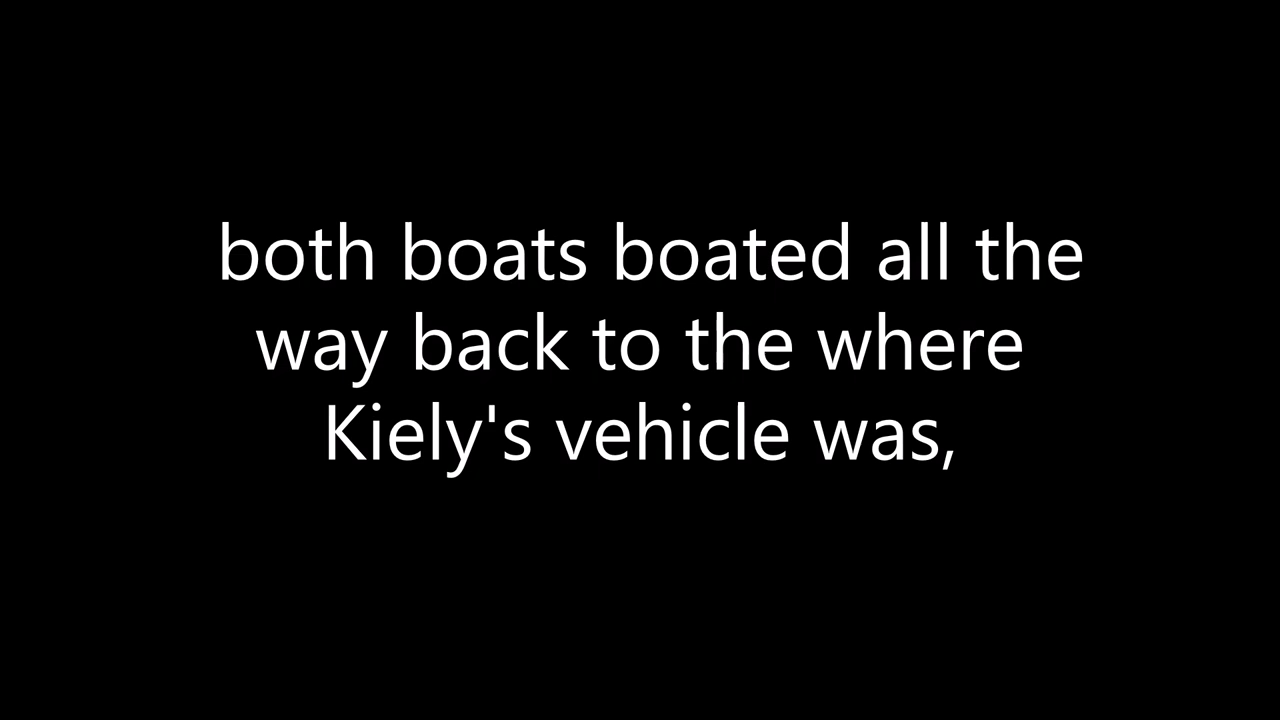 both boats boated all the
way back to the where
Kiely's vehicle was,